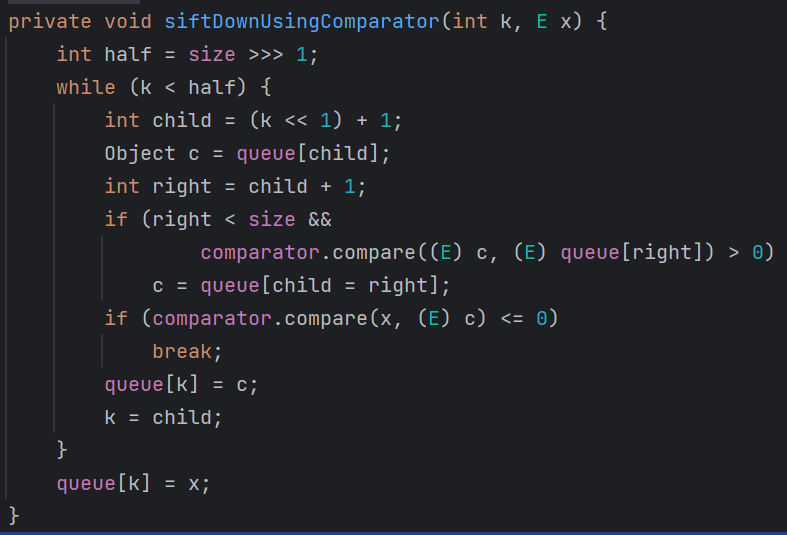 private void siftDownUsingComparator(int k, E x) {
    int half = size >>> 1;
    while (k < half) {
        int child = (k << 1) + 1;
        Object c = queue[child];
        int right = child + 1;
        if (right < size &&
                comparator.compare((E) c, (E) queue[right]) > 0)
            c = queue[child = right];
        if (comparator.compare(x, (E) c) <= 0)
            break;
        queue[k] = c;
        k = child;
    }
    queue[k] = x;
}